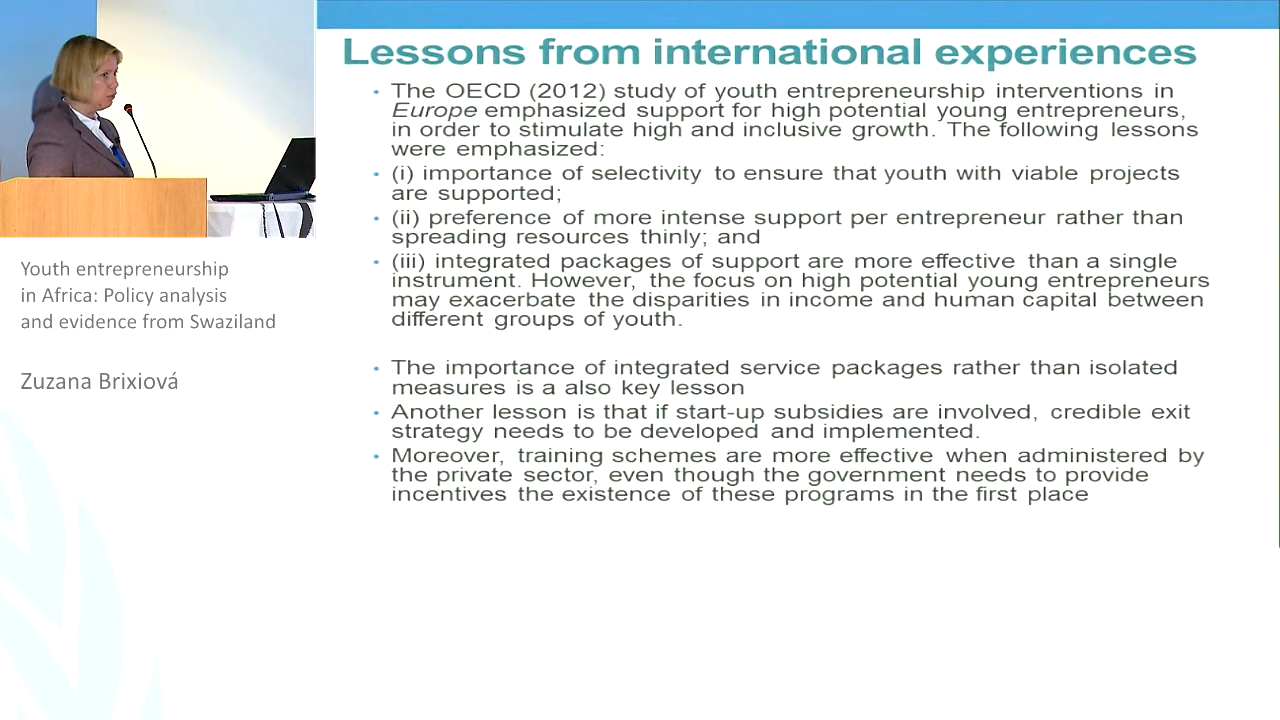 Lessons from international experiences
• The OECD (2012) study of youth entrepreneurship interventions in
Europe emphasized support for high potential young entrepreneurs,
in order to stimulate high and inclusive growth. The following lessons
were emphasized:
• (i) importance of selectivity to ensure that youth with viable projects
are supported;
• (ii) preference of more intense support per entrepreneur rather than
spreading resources thinly; and
• (iii) integrated packages of support are more effective than a single
instrument. However, the focus on high potential young entrepreneurs
may exacerbate the disparities in income and human capital between
different groups of youth.
• The importance of integrated service packages rather than isolated
measures is a also key lesson
• Another lesson is that if start-up subsidies are involved, credible exit
strategy needs to be developed and implemented.
• Moreover, training schemes are more effective when administered by
the private sector, even though the government needs to provide
incentives the existence of these programs in the first place
Youth entrepreneurship
in Africa: Policy analysis
and evidence from Swaziland
Zuzana Brixiová